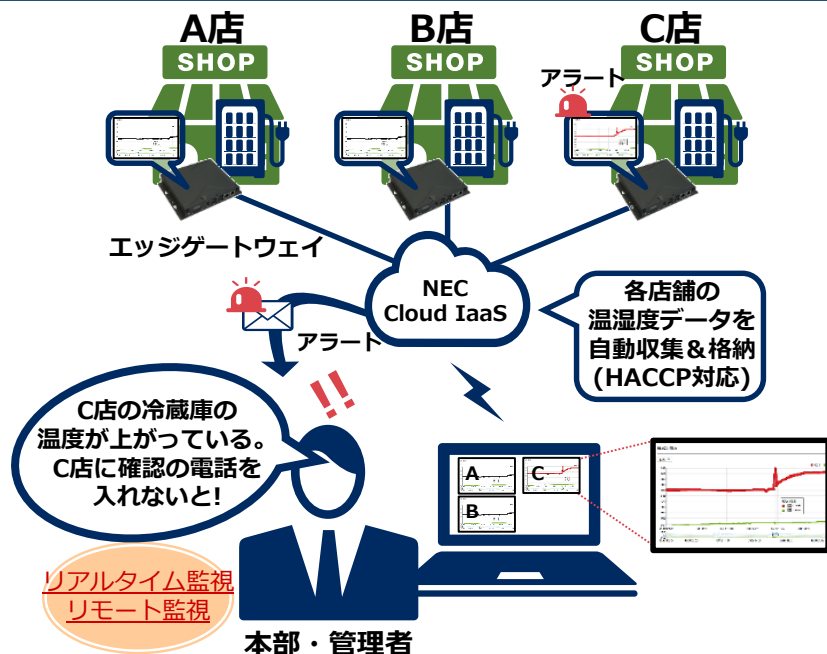 A店
B店
C店
SHOP
SHOP
SHOP
アラート
エッジゲートウェイ
NEC
Cloud IaaS
各店舗の
温湿度データを
自動収集&格納
(HACCP対応)
アラート
!!
C店の冷蔵庫の
温度が上がっている。
C店に確認の電話を
入れないと!
A
C
B
リアルタイム監視
リモート監視
本部・管理者